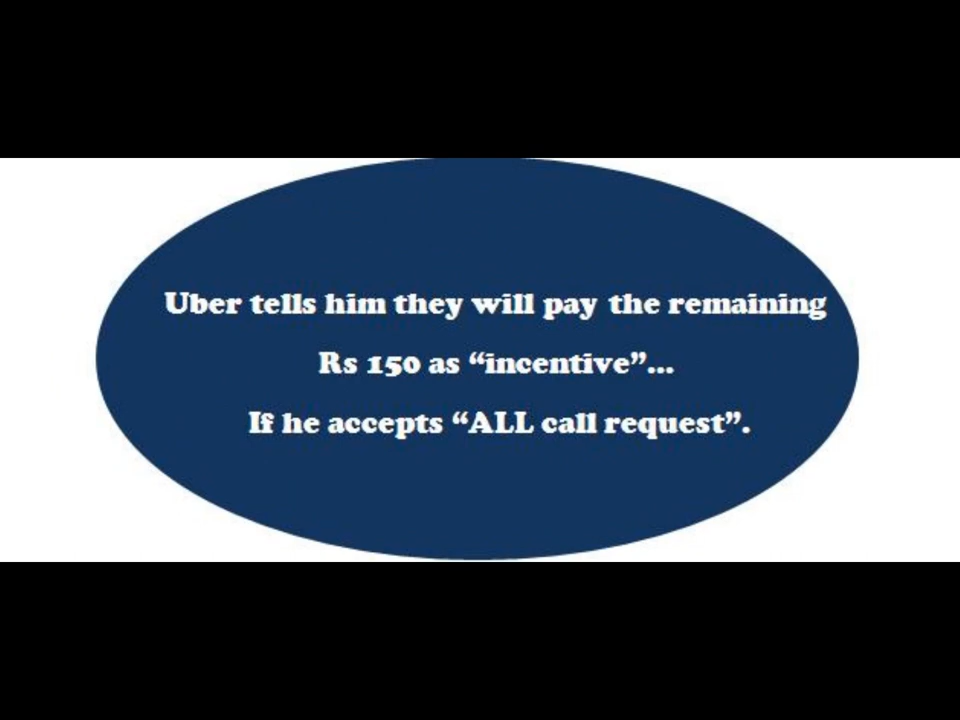 Uber tells him they will pay the remaining
Rs 150 as “incentive”...
If he accepts “ALL call request”.